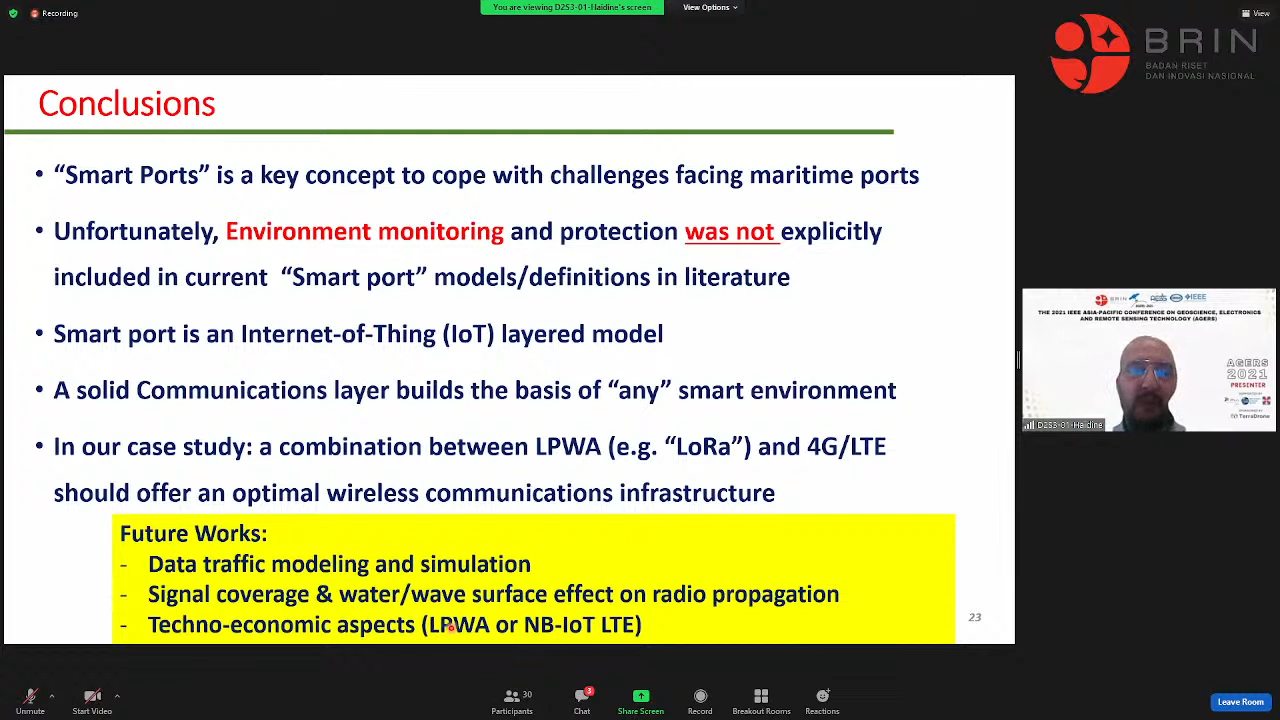 Recording
You are viewing D2S3-01-Haidine's screen
View Options
View
BRIN
BADAN RISET
DAN INOVASI NASIONAL
Conclusions
• “Smart Ports” is a key concept to cope with challenges facing maritime ports
• Unfortunately, Environment monitoring and protection was not explicitly
included in current “Smart port” models/definitions in literature
• Smart port is an Internet-of-Thing (IoT) layered model
• A solid Communications layer builds the basis of “any” smart environment
• In our case study: a combination between LPWA (e.g. “LoRa”) and 4G/LTE
should offer an optimal wireless communications infrastructure
Future Works:
- Data traffic modeling and simulation
- Signal coverage & water/wave surface effect on radio propagation
- Techno-economic aspects (LPWA or NB-IoT LTE)
23
BRIN
IEEE
THE 2021 IEEE ASIA-PACIFIC CONFERENCE ON GEOSCIENCE, ELECTRONICS
AND REMOTE SENSING TECHNOLOGY (AGERS)
AGERS
2021
PRESENTER
SUPPORTED BY
TerraDrone
D2S3-01-Haidine
Unmute
Start Video
30
Participants
3
Chat
Share Screen
Record
Breakout Rooms
Reactions
Leave Room